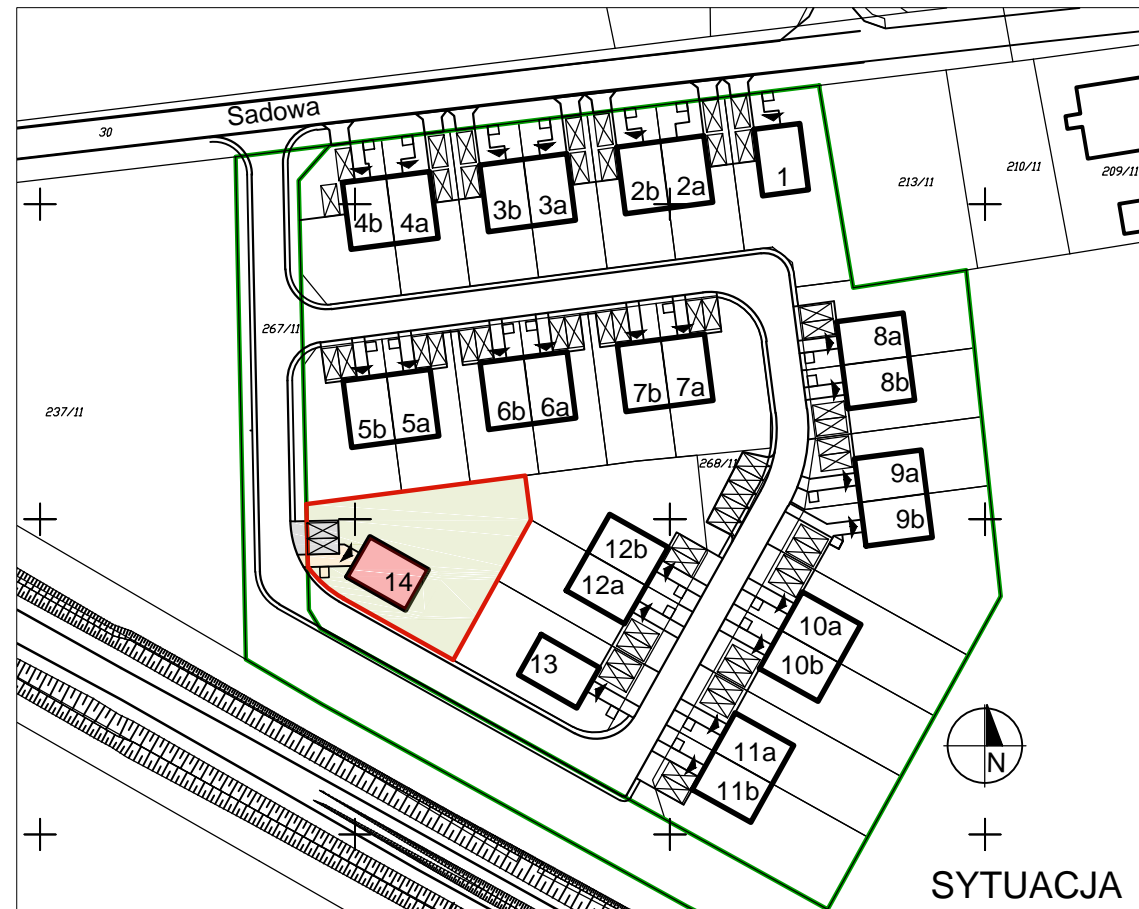 Sadowa
30
1
213/11
210/11
209/11
4b 4a
3b 3a
2b 2a
267/11
237/11
8a
8b
5b 5a
6b 6a
7b 7a
268/11
9a
9b
12b
12a
14
13
10a
10b
11a
11b
N
SYTUACJA